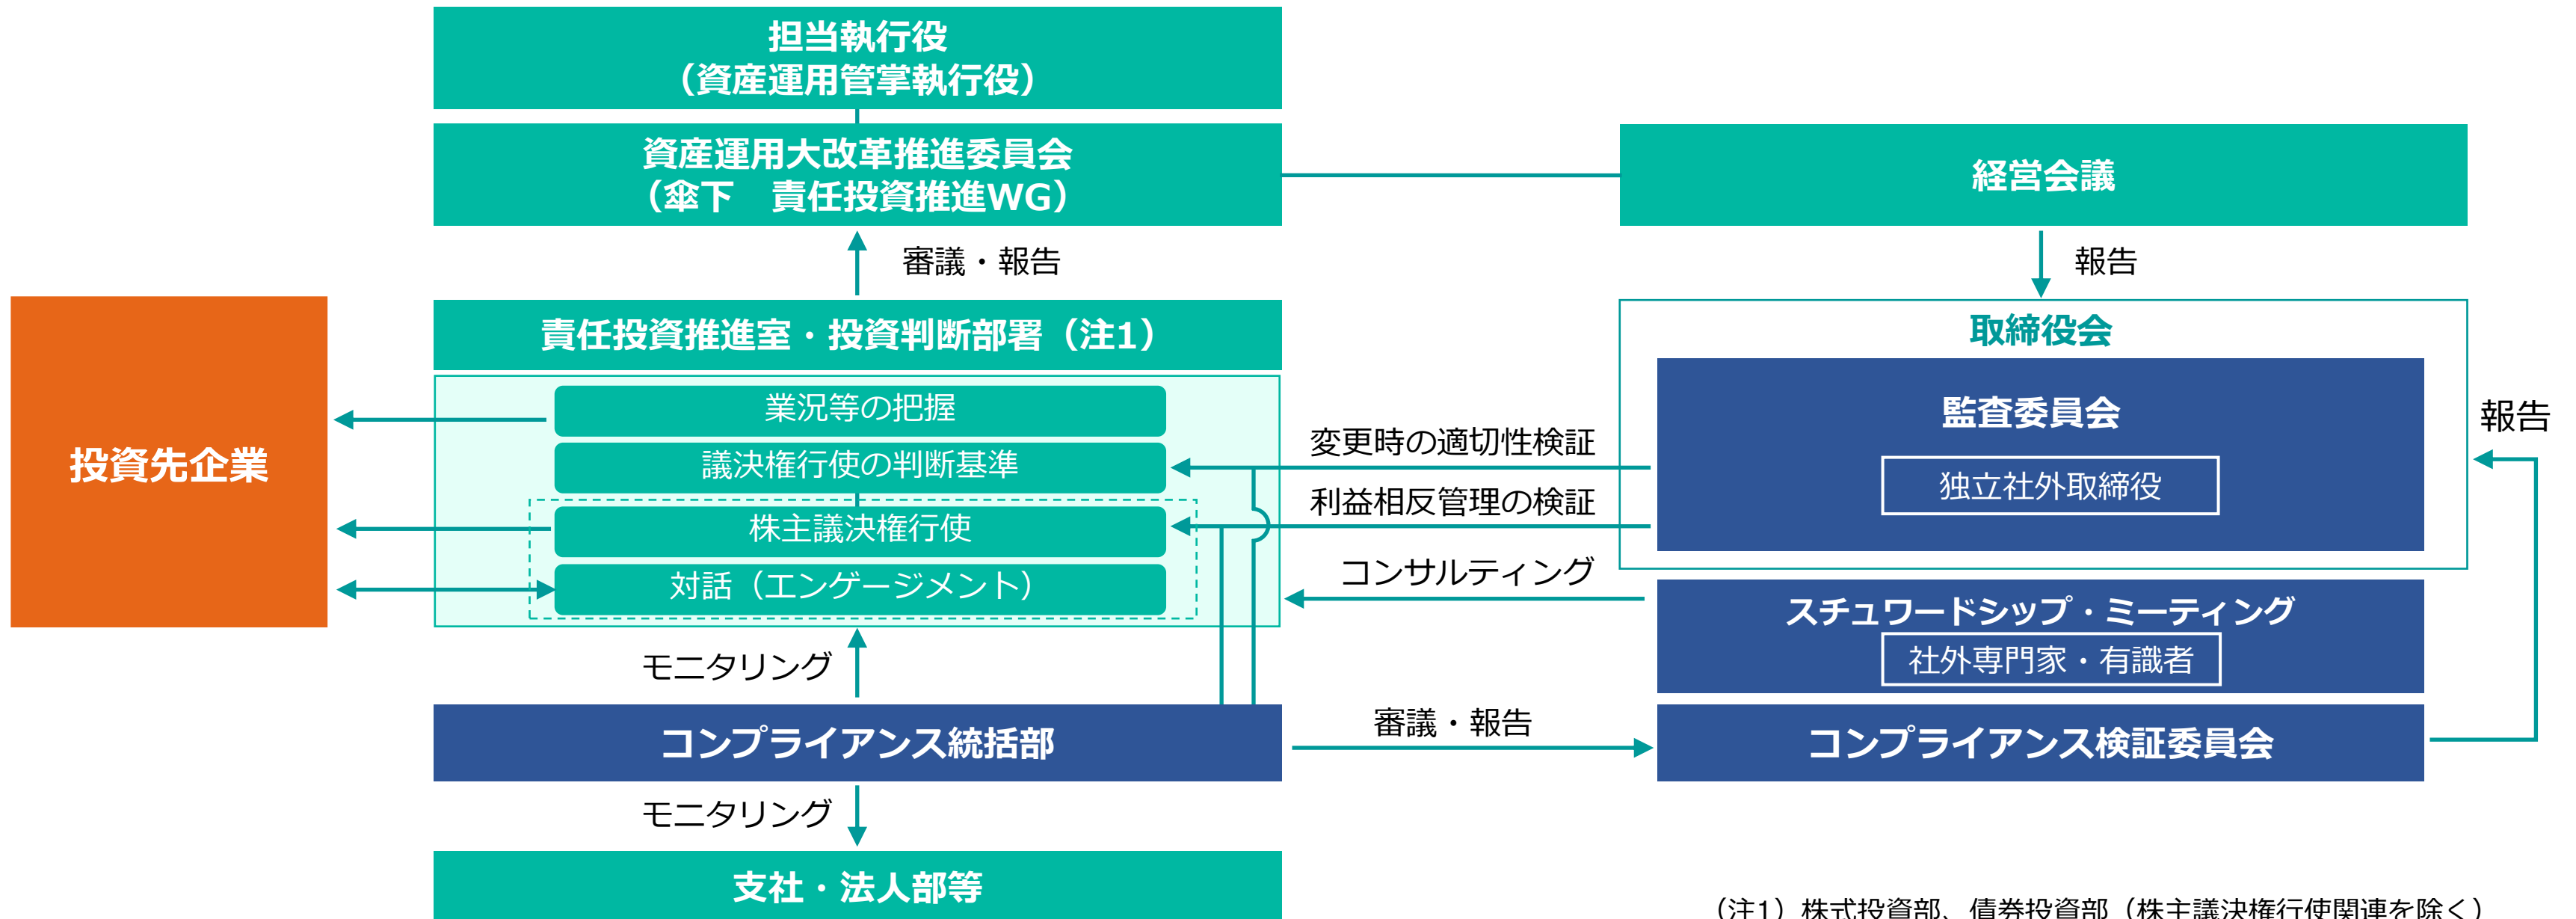 担当執行役
（資産運用管掌執行役）
資産運用大改革推進委員会
（傘下　責任投資推進WG）
経営会議
審議・報告
報告
責任投資推進室・投資判断部署（注1）
取締役会
業況等の把握
議決権行使の判断基準
株主議決権行使
対話（エンゲージメント）
投資先企業
変更時の適切性検証
利益相反管理の検証
コンサルティング
監査委員会
独立社外取締役
報告
スチュワードシップ・ミーティング
社外専門家・有識者
モニタリング
コンプライアンス統括部
審議・報告
コンプライアンス検証委員会
モニタリング
支社・法人部等
（注1）株式投資部、債券投資部（株主議決権行使関連を除く）